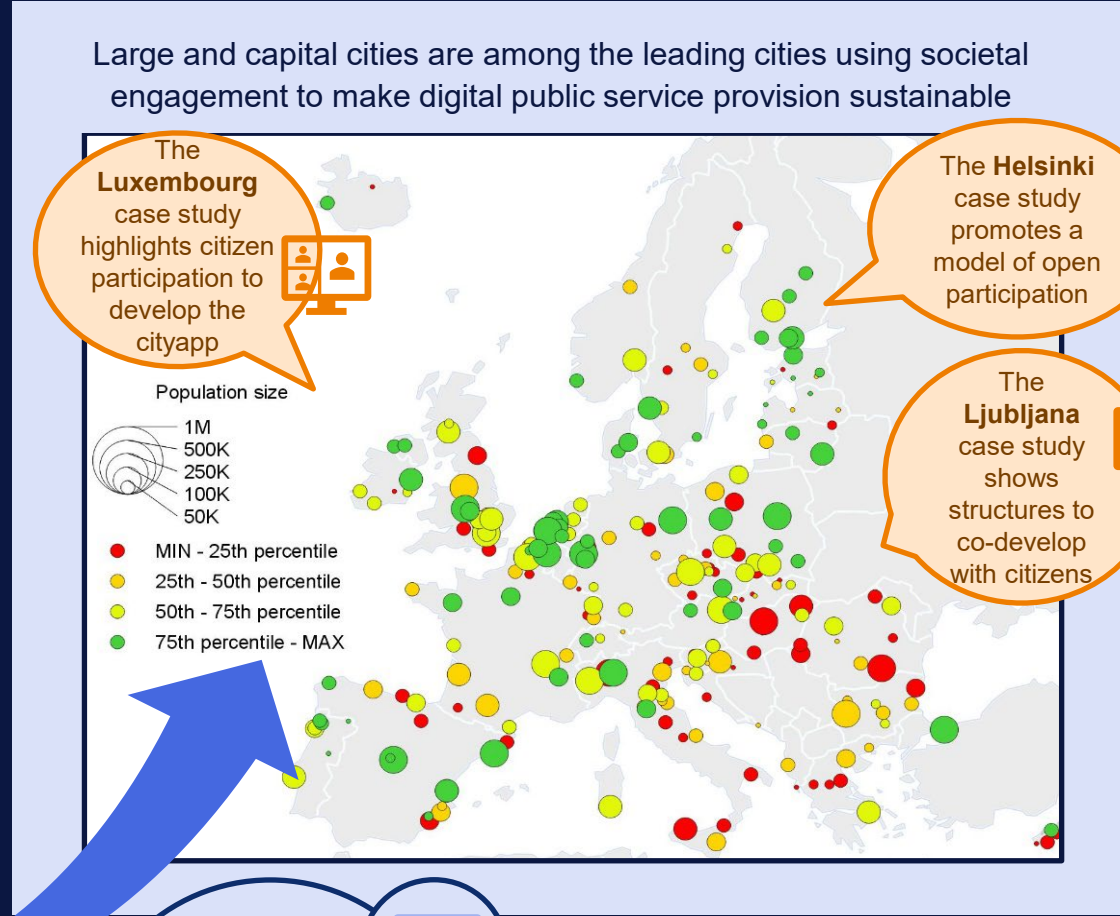 Large and capital cities are among the leading cities using societal
engagement to make digital public service provision sustainable
The
Luxembourg
case study
highlights citizen
participation to
develop the
cityapp
The Helsinki
case study
promotes a
model of open
participation
The
Ljubljana
case study
shows
structures to
co-develop
with citizens
Population size
1M
500K
250K
100K
50K
MIN - 25th percentile
25th - 50th percentile
50th - 75th percentile
75th percentile - MAX